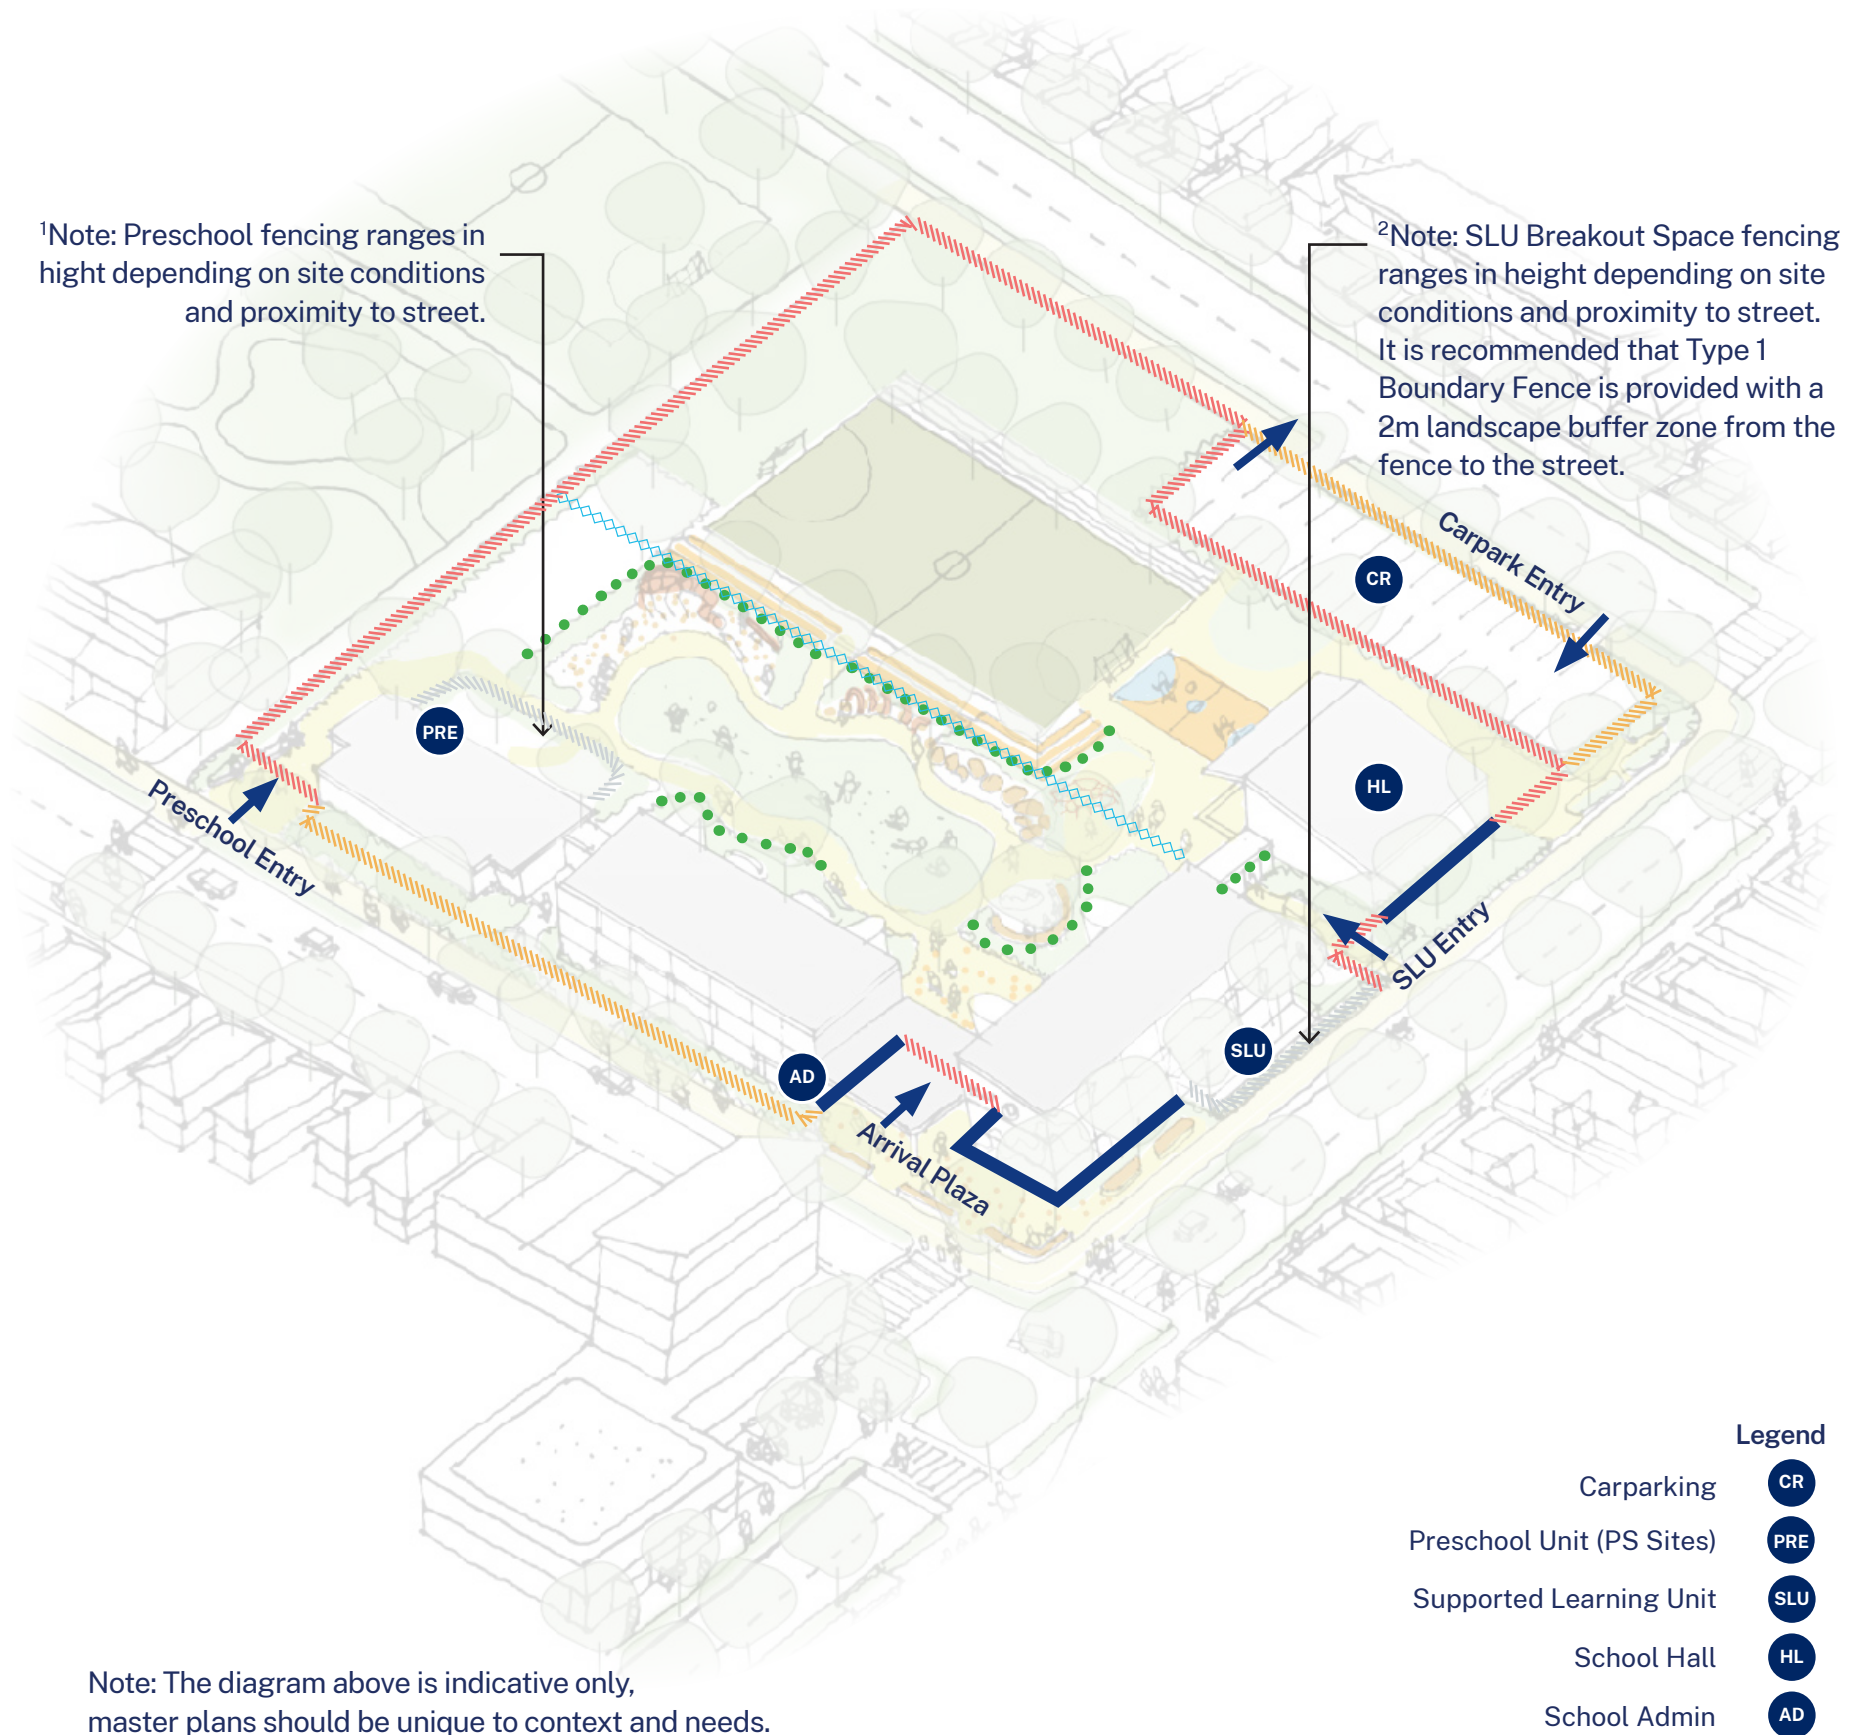 ¹Note: Preschool fencing ranges in
hight depending on site conditions
and proximity to street.
²Note: SLU Breakout Space fencing
ranges in height depending on site
conditions and proximity to street.
It is recommended that Type 1
Boundary Fence is provided with a
2m landscape buffer zone from the
fence to the street.
Carpark Entry
CR
PRE
HL
Preschool Entry
SLU Entry
SLU
AD
Arrival Plaza
Legend
Carparking CR
Preschool Unit (PS Sites) PRE
Supported Learning Unit SLU
School Hall HL
School Admin AD
Note: The diagram above is indicative only,
master plans should be unique to context and needs.